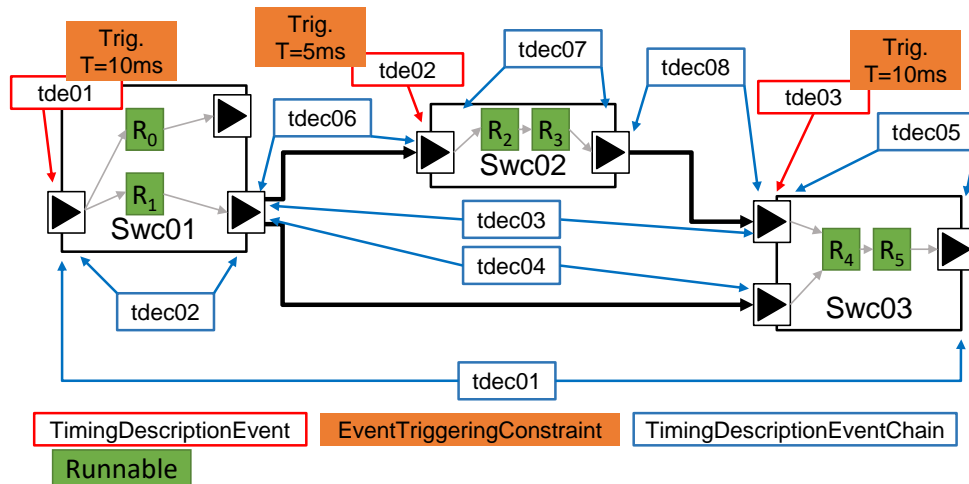 Trig.
T=10ms
tde01
Trig.
T=5ms
tde02
tdec07
tdec08
Trig.
T=10ms
tde03
tdec06
tdec05
R0
R2
R3
Swc02
R1
Swc01
tdec03
tdec04
R4
R5
Swc03
tdec02
tdec01
TimingDescriptionEvent
EventTriggeringConstraint
TimingDescriptionEventChain
Runnable